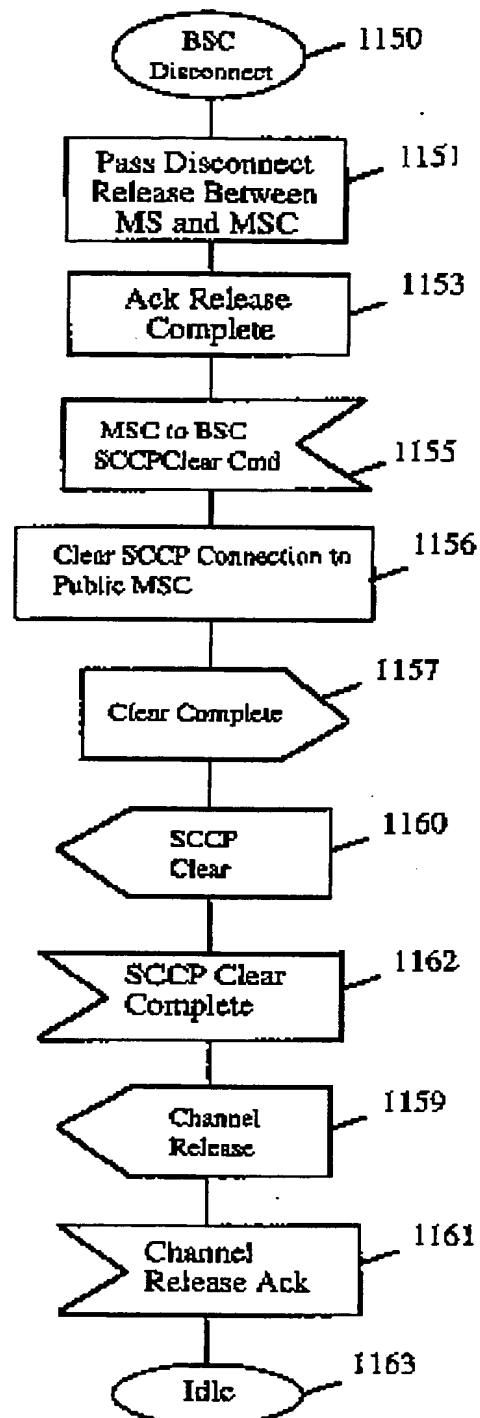 BSC
Disconnect
1150
Pass Disconnect
Release Between
MS and MSC
1151
Ack Release
Complete
1153
MSC to BSC
SCCPClear Cmd
1155
Clear SCCP Connection to
Public MSC
1156
Clear Complete
1157
SCCP
Clear
1160
SCCP Clear
Complete
1162
Channel
Release
1159
Channel
Release Ack
1161
Idle
1163